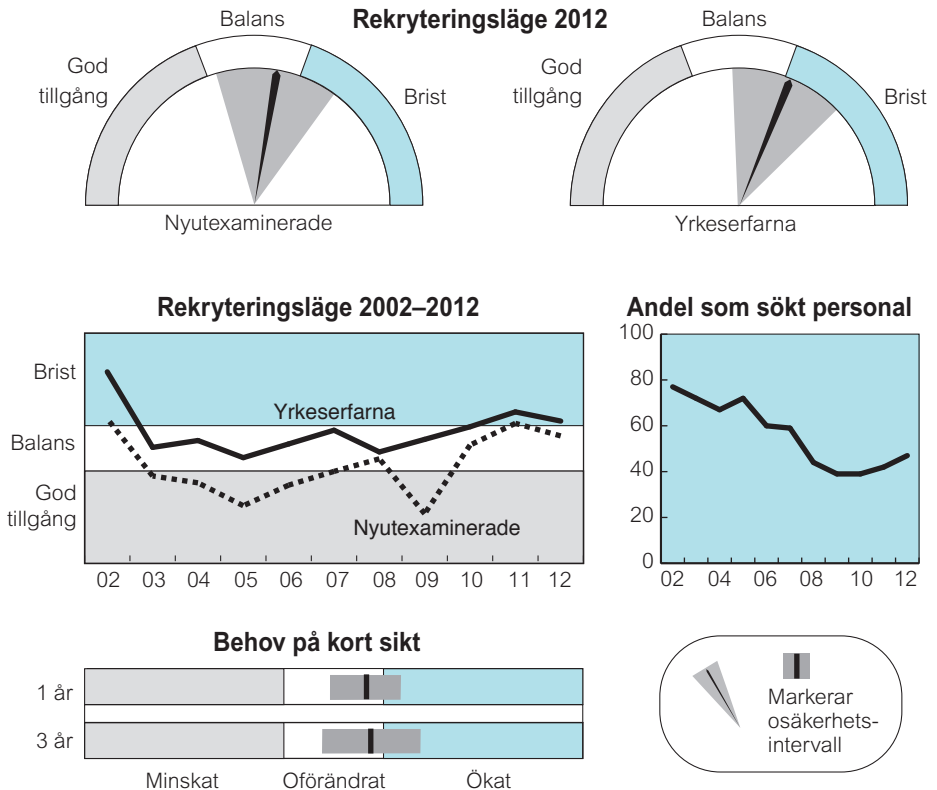 Rekryteringsläge 2012
Balans
God
tillgång
Brist
Nyutexaminerade
Balans
God
tillgång
Brist
Yrkeserfarna
Rekryteringsläge 2002–2012
Brist
Balans
God
tillgång
Yrkeserfarna
Nyutexaminerade
02 03 04 05 06 07 08 09 10 11 12
Andel som sökt personal
100
80
60
40
20
0
02 04 06 08 10 12
Behov på kort sikt
1 år
3 år
Minskat Oförändrat Ökat
Markerar
osäkerhets-
intervall